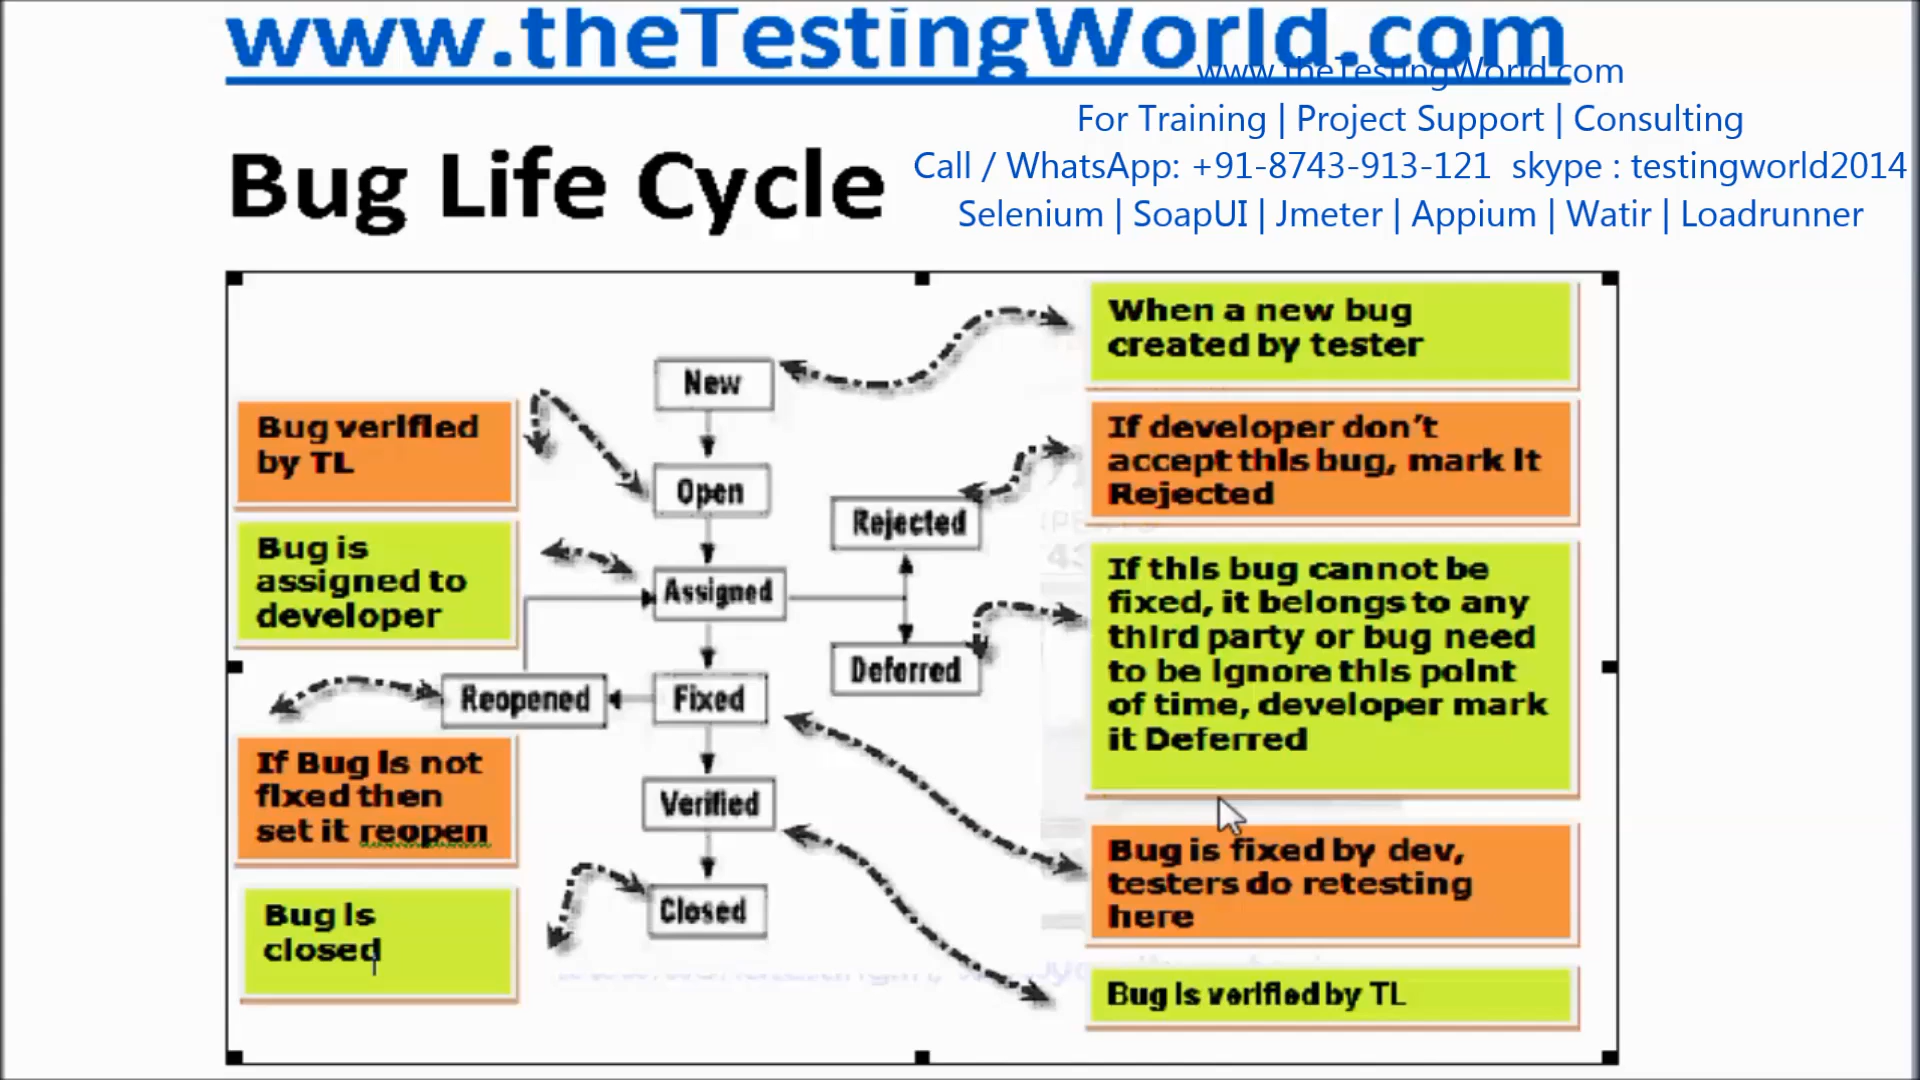 www.theTestingWorld.com
www.theTestingWorld.com
For Training | Project Support | Consulting
Bug Life Cycle
Call / WhatsApp: +91-8743-913-121 skype : testingworld2014
Selenium | SoapUI | Jmeter | Appium | Watir | Loadrunner
When a new bug
created by tester
New
Bug verified
by TL
If developer don't
accept this bug, mark it
Rejected
Open
Rejected
Bug is
assigned to
developer
Assigned
If this bug cannot be
fixed, it belongs to any
third party or bug need
to be ignore this point
of time, developer mark
it Deferred
Deferred
Reopened
Fixed
If Bug is not
fixed then
set it reopen
Verified
Bug is fixed by dev,
testers do retesting
here
Bug is
closed
Closed
Bug is verified by TL